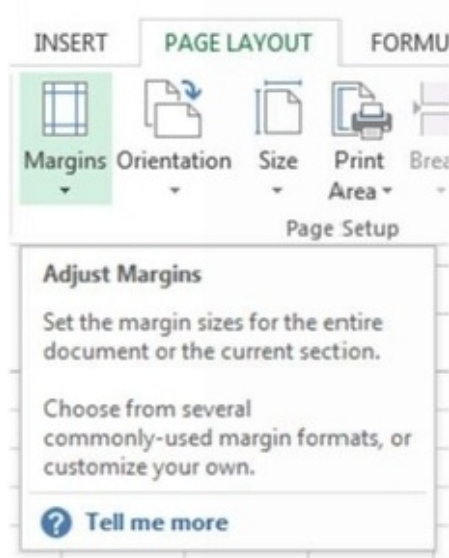 INSERT PAGE LAYOUT
Margins Orientation Size Print
Area
Page Setup
Adjust Margins
Set the margin sizes for the entire
document or the current section.
Choose from several
commonly-used margin formats, or
customize your own.
Tell me more